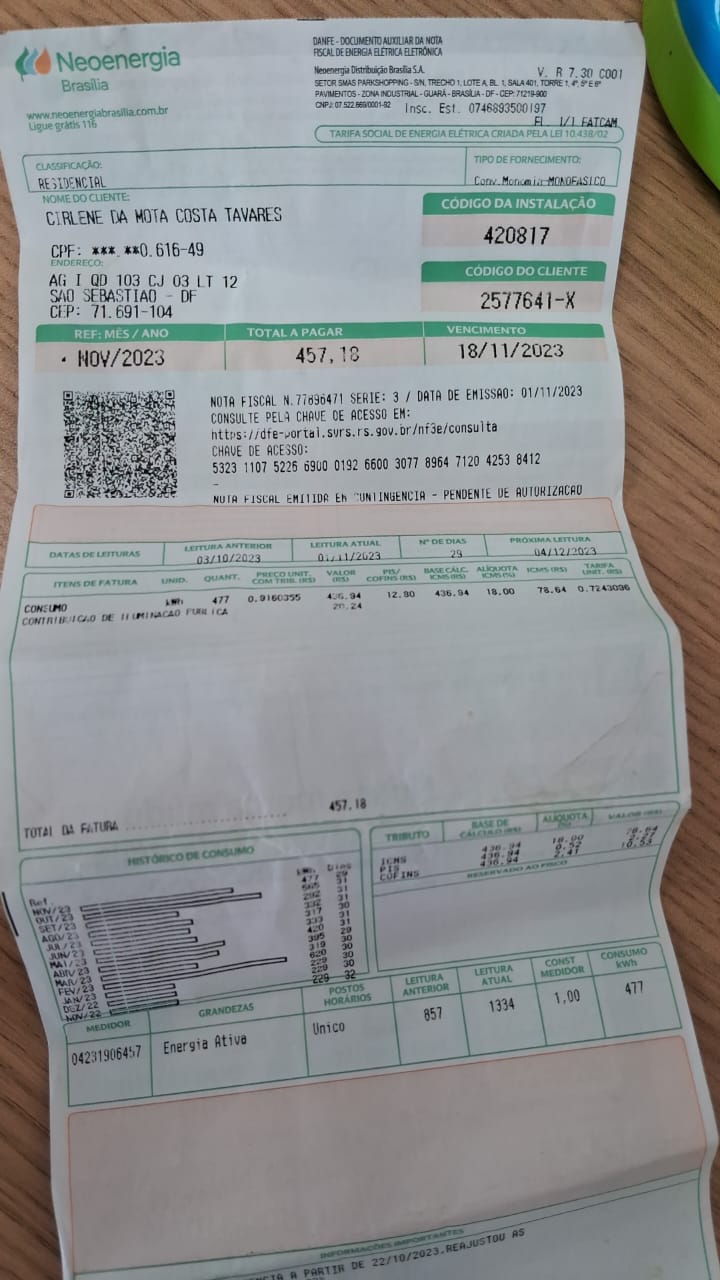 Neoenergia
Brasília
www.neoenergiabrasilia.com.br
Ligue grátis 116
DANFE - DOCUMENTO AUXILIAR DA NOTA
FISCAL DE ENERGIA ELÉTRICA ELETRÔNICA
Neoenergia Distribuição Brasília S.A.
V. R 7.30 C001
SETOR SMAS PARKSHOPPING - S/N, TRECHO 1, LOTE A, BL. 1, SALA 401, TORRE 1, 4º, 5º E 6º
PAVIMENTOS - ZONA INDUSTRIAL - GUARÁ - BRASÍLIA - DF - CEP: 71219-900
CNPJ: 07.522.669/0001-92 Insc. Est. 0746893500197
FL. 1/1 FATCAM
TARIFA SOCIAL DE ENERGIA ELÉTRICA CRIADA PELA LEI 10.438/02
CLASSIFICAÇÃO:
RESIDENCIAL
TIPO DE FORNECIMENTO:
Conv.Monomia-MONOFASICO
NOME DO CLIENTE:
CIRLENE DA MOTA COSTA TAVARES
CPF: ***.**0.616-49
ENDEREÇO:
AG I QD 103 CJ 03 LT 12
SAO SEBASTIAO - DF
CEP: 71.691-104
CÓDIGO DA INSTALAÇÃO
420817
CÓDIGO DO CLIENTE
2577641-X
REF: MÊS / ANO TOTAL A PAGAR VENCIMENTO
NOV/2023 457,18 18/11/2023
NOTA FISCAL N.77896471 SERIE: 3 / DATA DE EMISSAO: 01/11/2023
CONSULTE PELA CHAVE DE ACESSO EM:
https://dfe-portal.svrs.rs.gov.br/nf3e/consulta
CHAVE DE ACESSO:
5323 1107 5226 6900 0192 6600 3077 8964 7120 4253 8412
-
NOTA FISCAL EMITIDA EM CONTINGENCIA - PENDENTE DE AUTORIZACAO
DATAS DE LEITURAS LEITURA ANTERIOR LEITURA ATUAL Nº DE DIAS PRÓXIMA LEITURA
03/10/2023 01/11/2023 29 04/12/2023
ITENS DE FATURA UNID. QUANT. PREÇO UNIT. COM TRIB. (R$) VALOR (R$) PIS/ COFINS (R$) BASE CÁLC. ICMS (R$) ALÍQUOTA ICMS (%) ICMS (R$) TARIFA UNIT. (R$)
CONSUMO kWh 477 0.9160355 436.94 12.80 436.94 18.00 78.64 0.7243096
CONTRIBUICAO DE ILUMINACAO PUBLICA 20.24
TOTAL DA FATURA 457.18
HISTÓRICO DE CONSUMO
Ref. kWh Dias
NOV/23 477 29
OUT/23 565 31
SET/23 292 31
AGO/23 332 30
JUL/23 317 31
JUN/23 333 31
MAI/23 420 29
ABR/23 395 30
MAR/23 319 30
FEV/23 620 30
JAN/23 229 30
DEZ/22 229
NOV/22 229 32
TRIBUTO BASE DE CÁLCULO (R$) ALÍQUOTA (%) VALOR (R$)
ICMS 436.94 18.00 78.64
PIS 436.94 0.52 2.27
COFINS 436.94 2.41 10.53
RESERVADO AO FISCO
MEDIDOR GRANDEZAS POSTOS HORÁRIOS LEITURA ANTERIOR LEITURA ATUAL CONST MEDIDOR CONSUMO kWh
04231906457 Energia Ativa Unico 857 1334 1,00 477
INFORMAÇÕES IMPORTANTES
A PARTIR DE 22/10/2023.REAJUSTOU AS